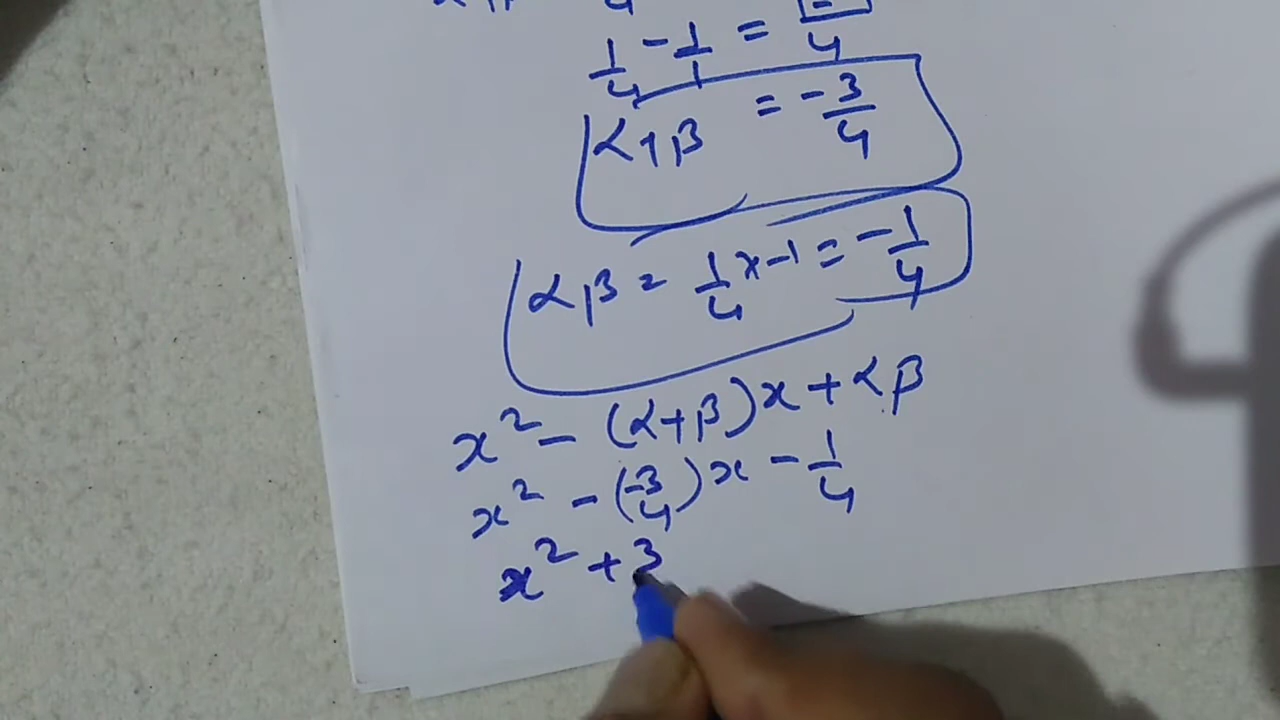 1/4 - 1/1 = /4
α+β = -3/4
αβ = 1/4 x -1 = -1/4
x² - (α+β)x + αβ
x² - (-3/4)x - 1/4
x² + 3